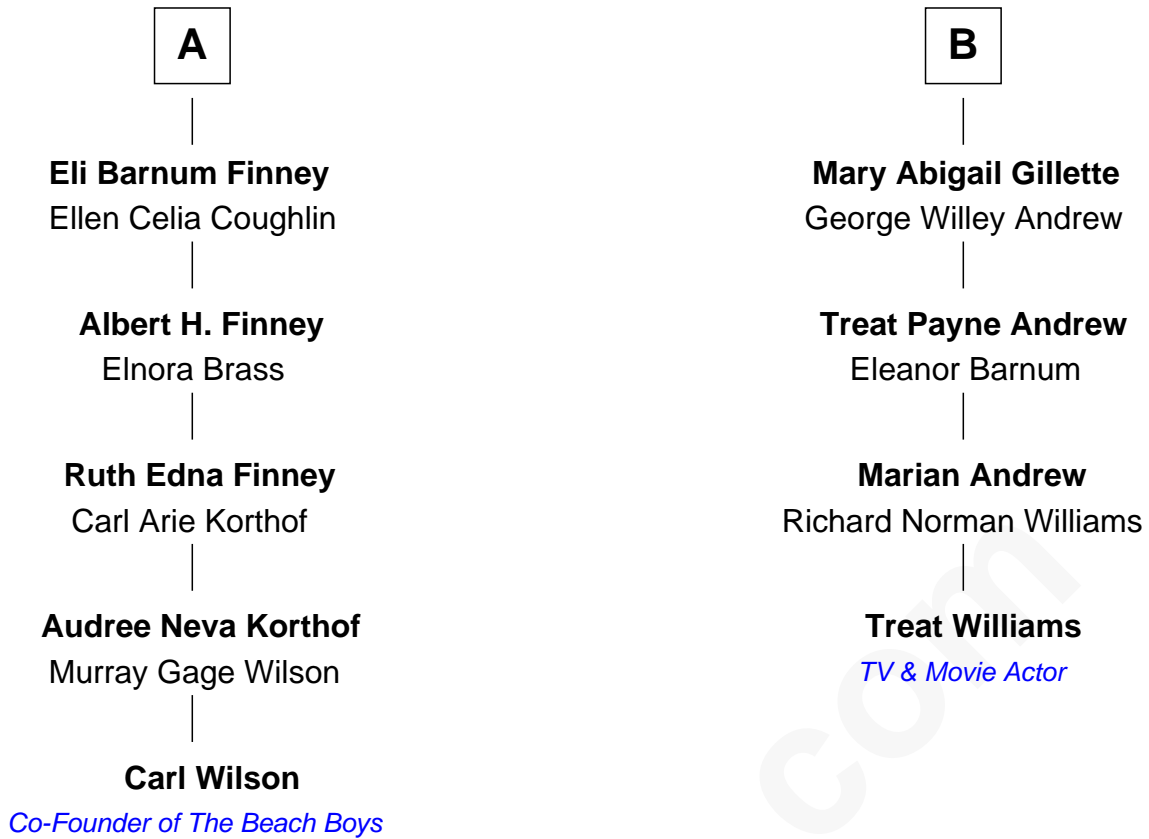 A
Eli Barnum Finney
Ellen Celia Coughlin
Albert H. Finney
Elnora Brass
Ruth Edna Finney
Carl Arie Korthof
Audree Neva Korthof
Murray Gage Wilson
Carl Wilson
Co-Founder of The Beach Boys
B
Mary Abigail Gillette
George Willey Andrew
Treat Payne Andrew
Eleanor Barnum
Marian Andrew
Richard Norman Williams
Treat Williams
TV & Movie Actor
com